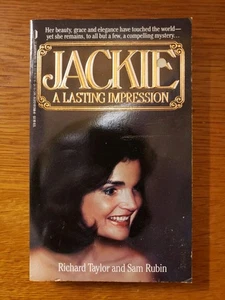 Her beauty, grace and elegance have touched the world—
yet she remains, to all but a few, a compelling mystery...
JACKIE
A LASTING IMPRESSION
Richard Taylor and Sam Rubin